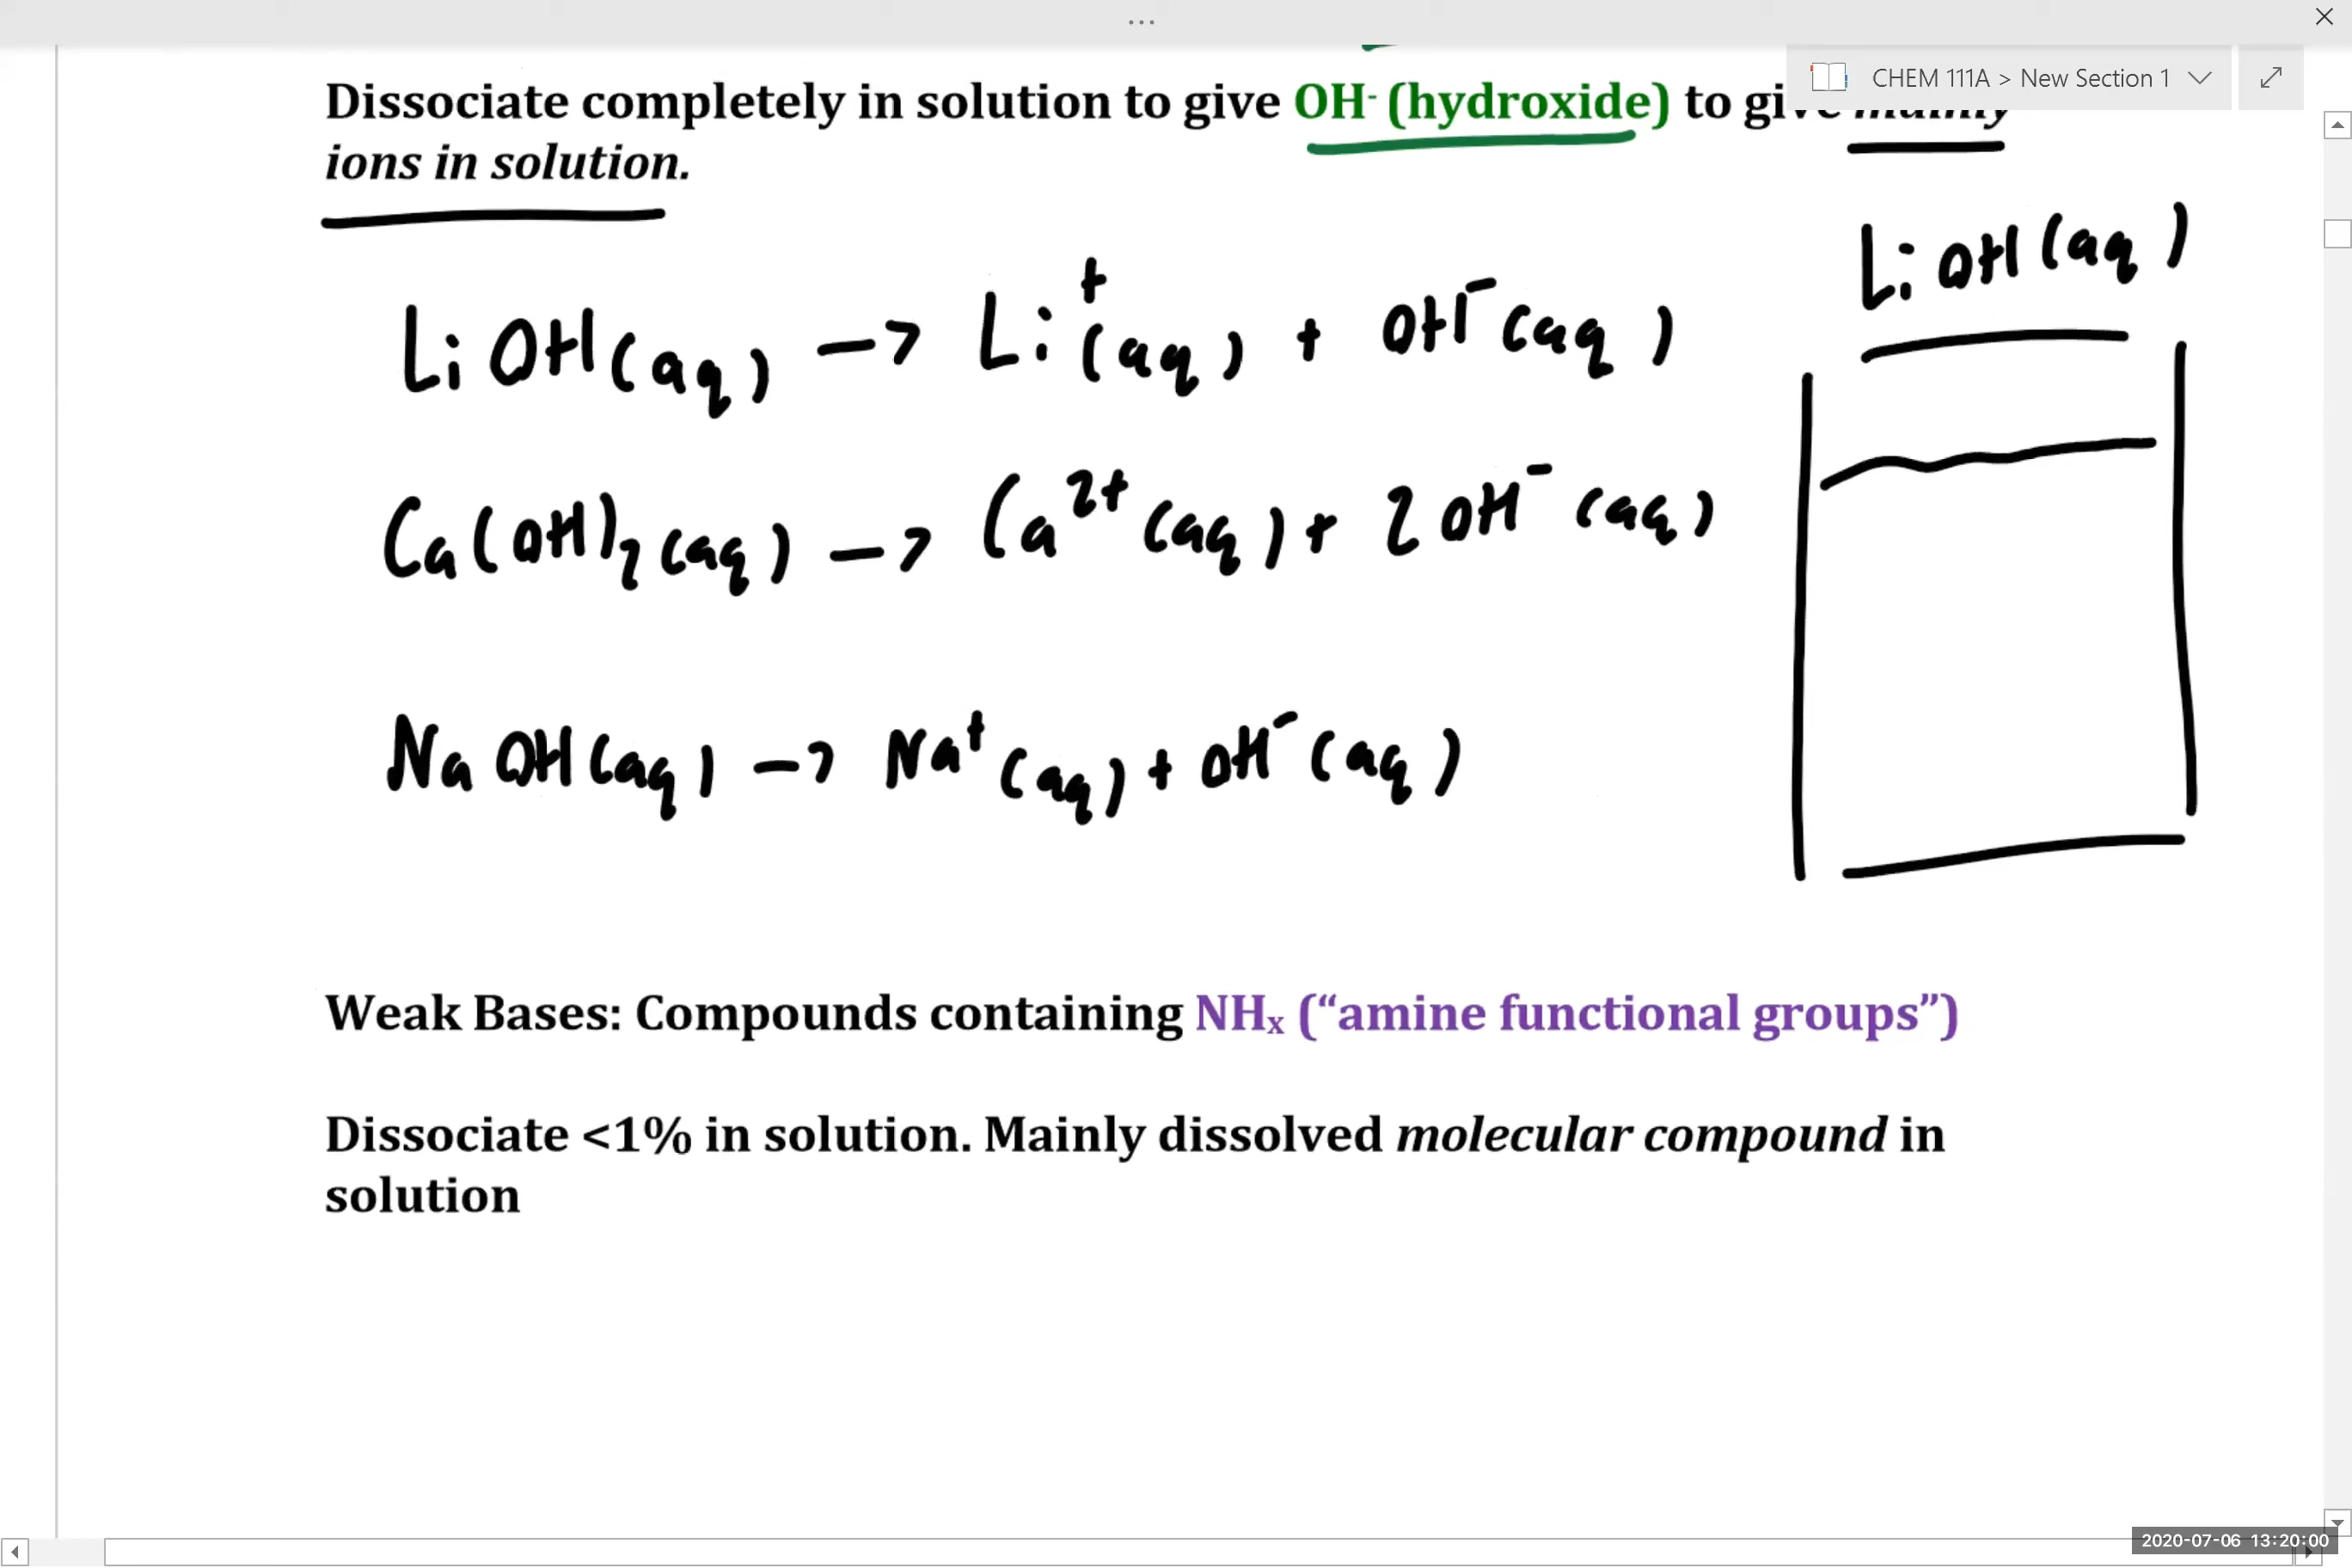 ...
CHEM 111A > New Section 1
Dissociate completely in solution to give OH- (hydroxide) to give mainly
ions in solution.
LiOH(aq)
LiOH(aq) -> Li+(aq) + OH-(aq)
Ca(OH)2(aq) -> Ca2+(aq) + 2OH-(aq)
NaOH(aq) -> Na+(aq) + OH-(aq)
Weak Bases: Compounds containing NHx (“amine functional groups”)
Dissociate <1% in solution. Mainly dissolved molecular compound in
solution
2020-07-06 13:20:00